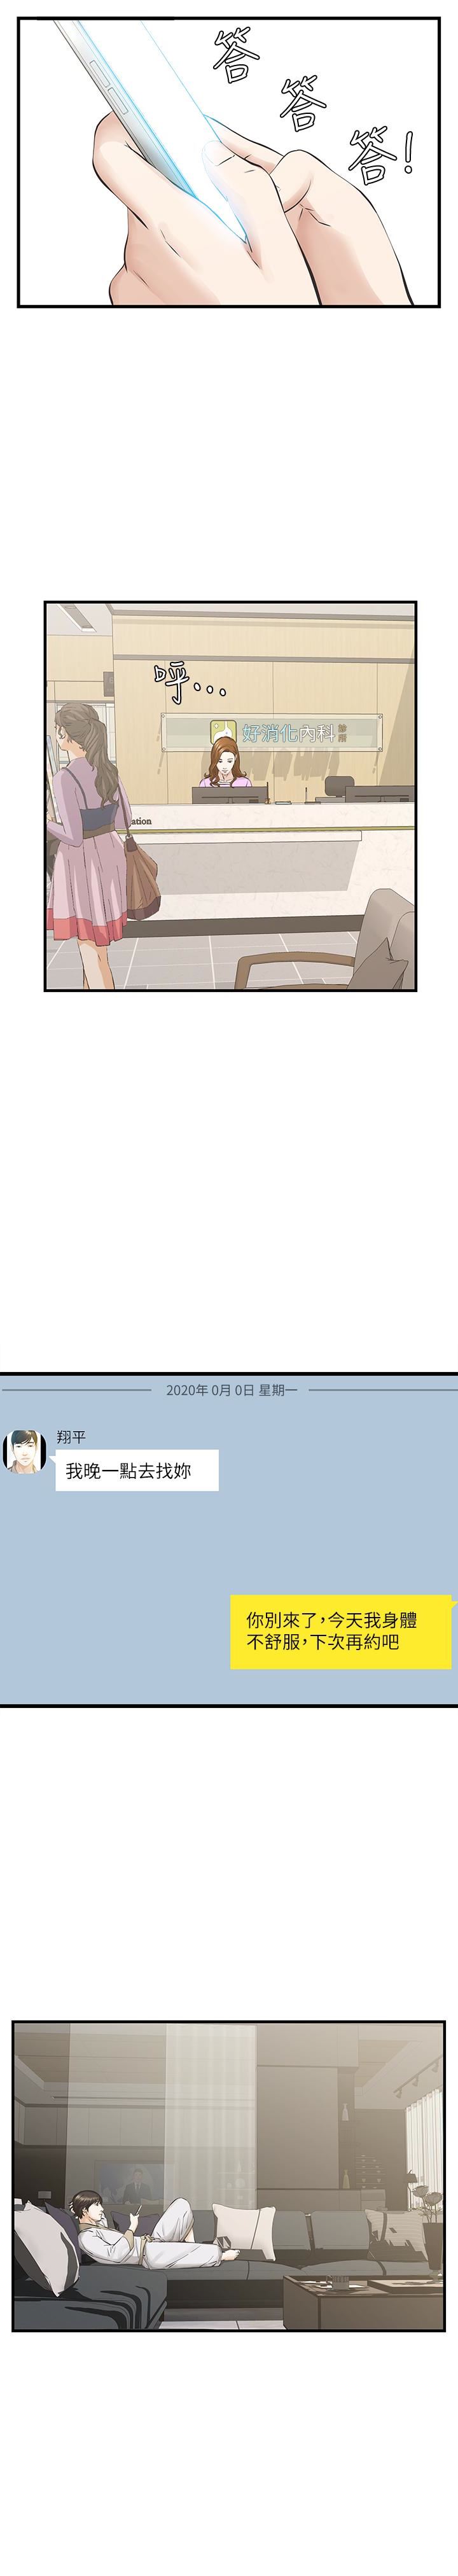 答
答
答!
呼...
好消化內科診所
ation
2020年 0月 0日 星期一
翔平
我晚一點去找妳
你別來了，今天我身體
不舒服，下次再約吧